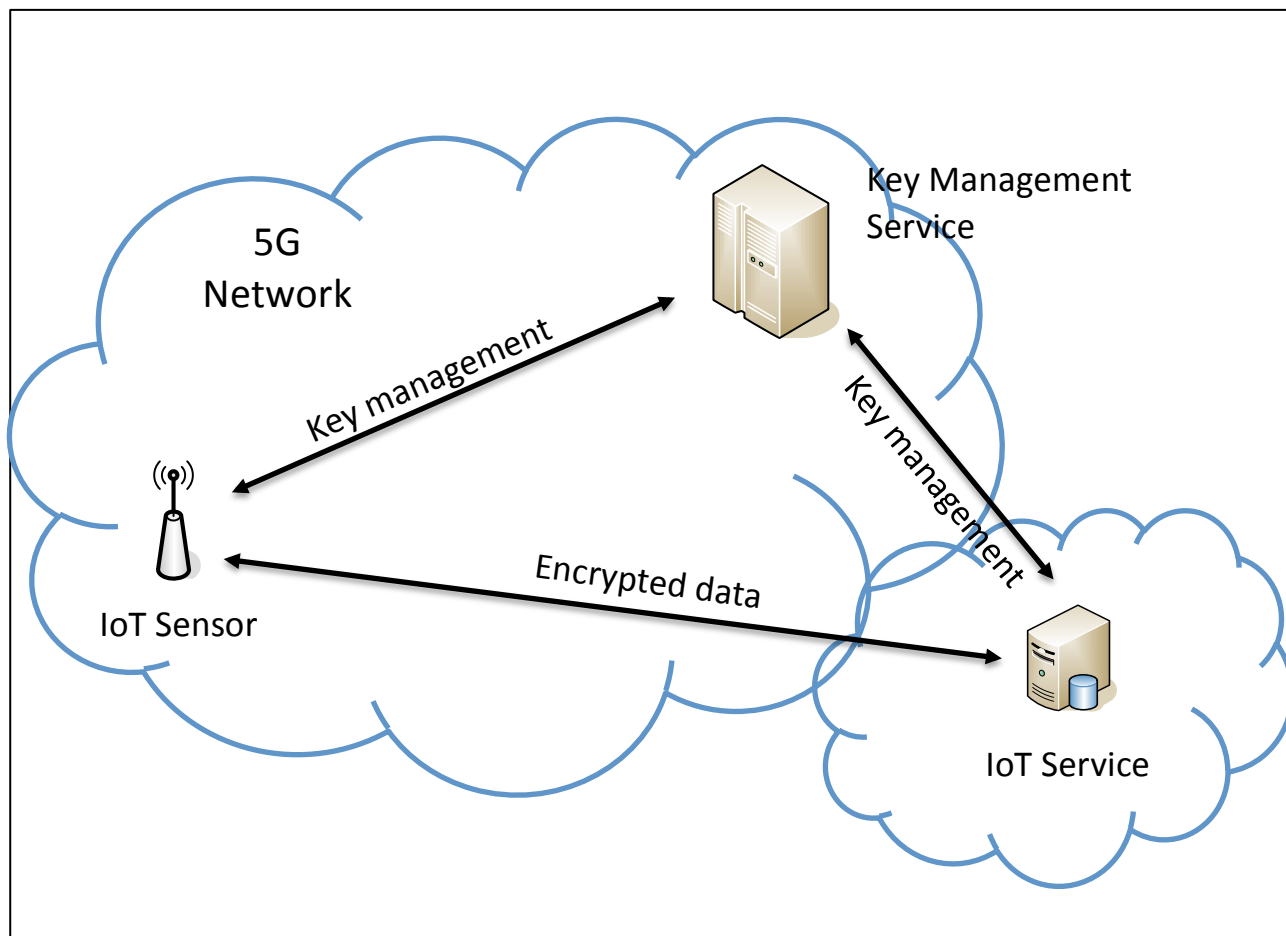 Key Management
Service
5G
Network
Key management
Key management
Encrypted data
IoT Sensor
IoT Service